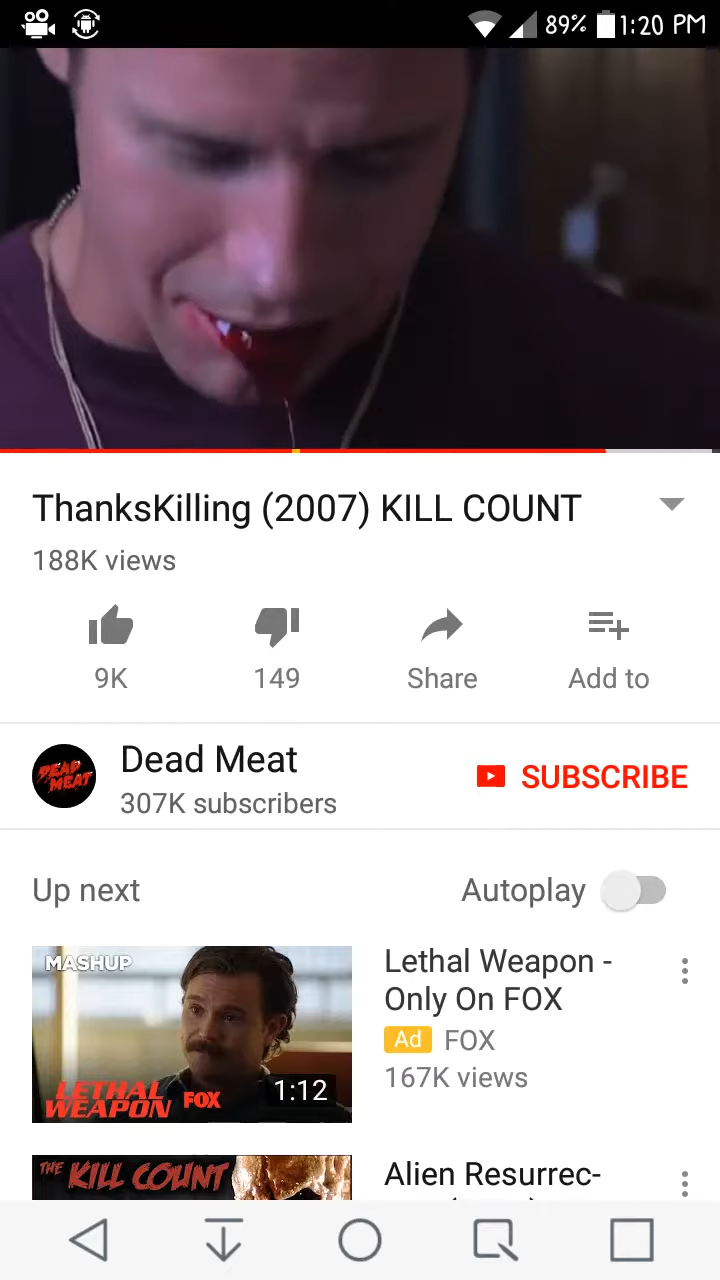 89% 1:20 PM
ThanksKilling (2007) KILL COUNT
188K views
9K
149
Share
Add to
DEAD MEAT
Dead Meat
307K subscribers
SUBSCRIBE
Up next
Autoplay
MASHUP
LETHAL WEAPON FOX
1:12
Lethal Weapon -
Only On FOX
Ad FOX
167K views
THE KILL COUNT
Alien Resurrec-